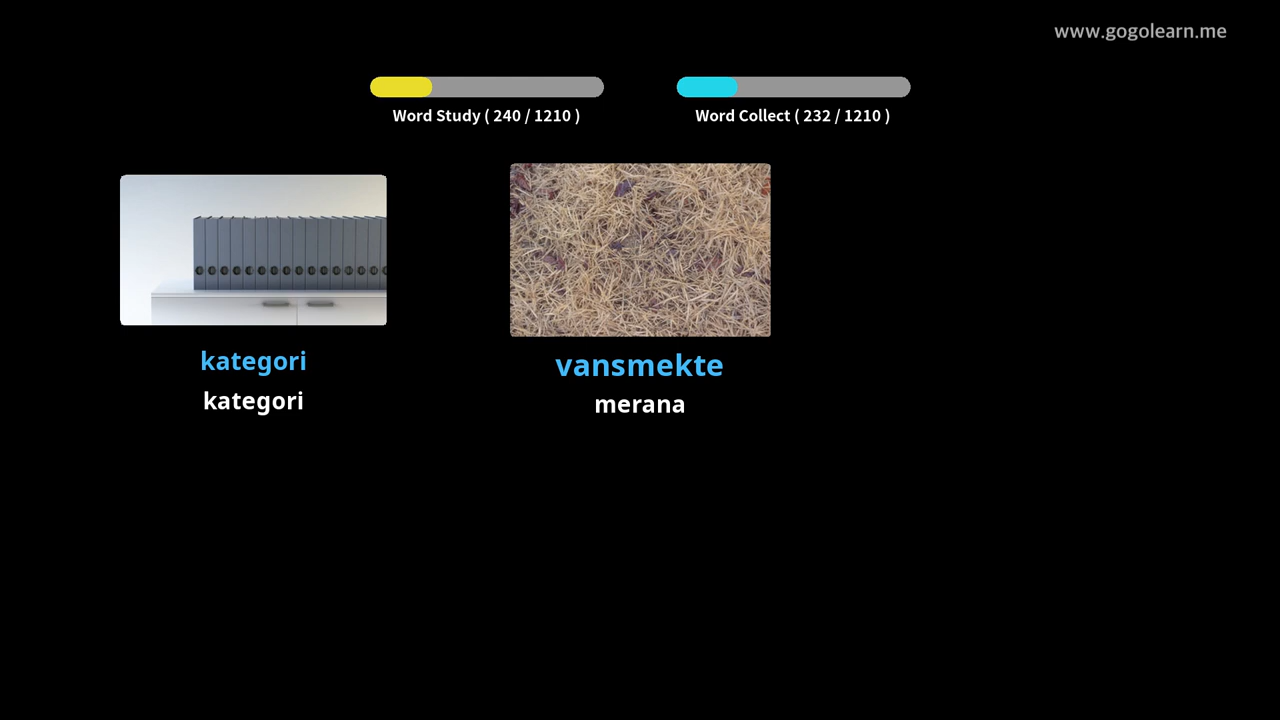 www.gogolearn.me
Word Study ( 240 / 1210 )
Word Collect ( 232 / 1210 )
kategori
kategori
vansmekte
merana